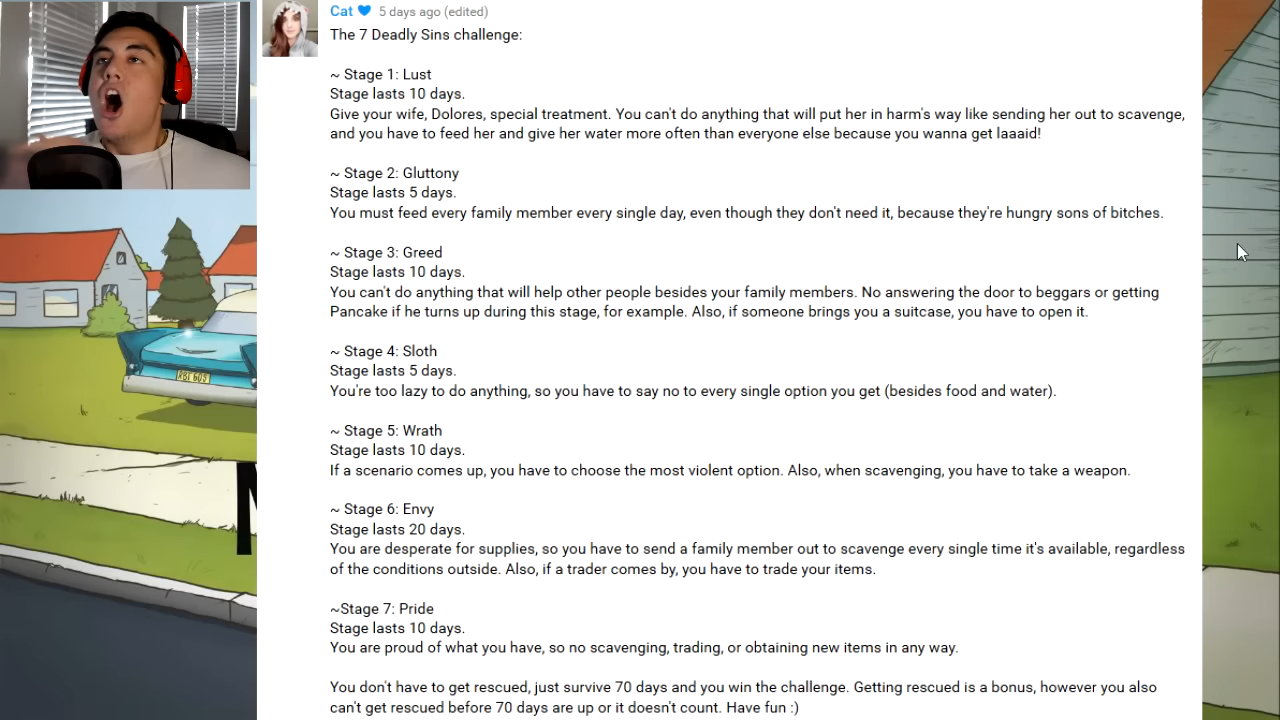 Cat 5 days ago (edited)
The 7 Deadly Sins challenge:
~ Stage 1: Lust
Stage lasts 10 days.
Give your wife, Dolores, special treatment. You can't do anything that will put her in harm's way like sending her out to scavenge,
and you have to feed her and give her water more often than everyone else because you wanna get laaaid!
~ Stage 2: Gluttony
Stage lasts 5 days.
You must feed every family member every single day, even though they don't need it, because they're hungry sons of bitches.
~ Stage 3: Greed
Stage lasts 10 days.
You can't do anything that will help other people besides your family members. No answering the door to beggars or getting
Pancake if he turns up during this stage, for example. Also, if someone brings you a suitcase, you have to open it.
~ Stage 4: Sloth
Stage lasts 5 days.
You're too lazy to do anything, so you have to say no to every single option you get (besides food and water).
~ Stage 5: Wrath
Stage lasts 10 days.
If a scenario comes up, you have to choose the most violent option. Also, when scavenging, you have to take a weapon.
~ Stage 6: Envy
Stage lasts 20 days.
You are desperate for supplies, so you have to send a family member out to scavenge every single time it's available, regardless
of the conditions outside. Also, if a trader comes by, you have to trade your items.
~Stage 7: Pride
Stage lasts 10 days.
You are proud of what you have, so no scavenging, trading, or obtaining new items in any way.
You don't have to get rescued, just survive 70 days and you win the challenge. Getting rescued is a bonus, however you also
can't get rescued before 70 days are up or it doesn't count. Have fun :)